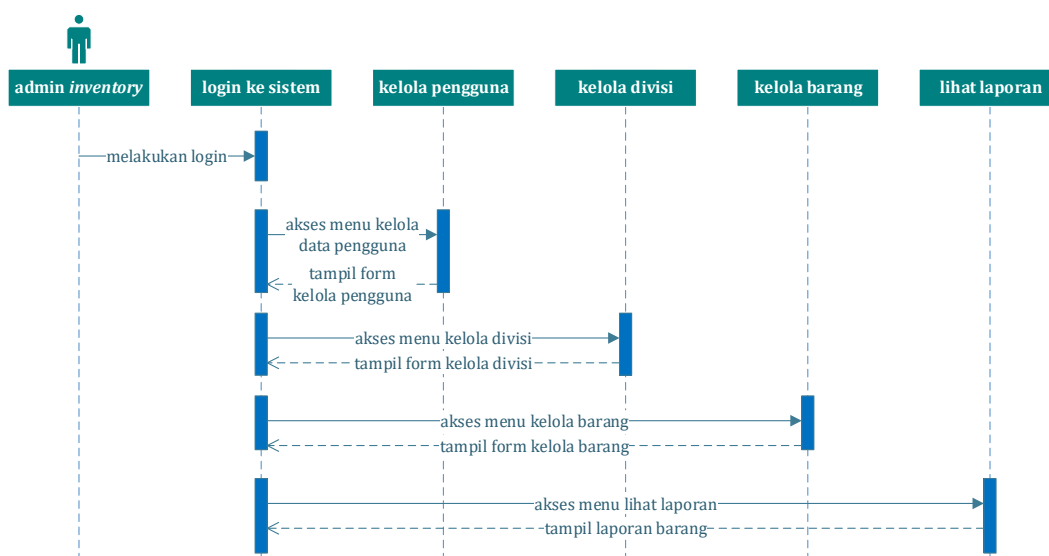 admin inventory
login ke sistem
kelola pengguna
kelola divisi
kelola barang
lihat laporan
melakukan login
akses menu kelola
data pengguna
tampil form
kelola pengguna
akses menu kelola divisi
tampil form kelola divisi
akses menu kelola barang
tampil form kelola barang
akses menu lihat laporan
tampil laporan barang